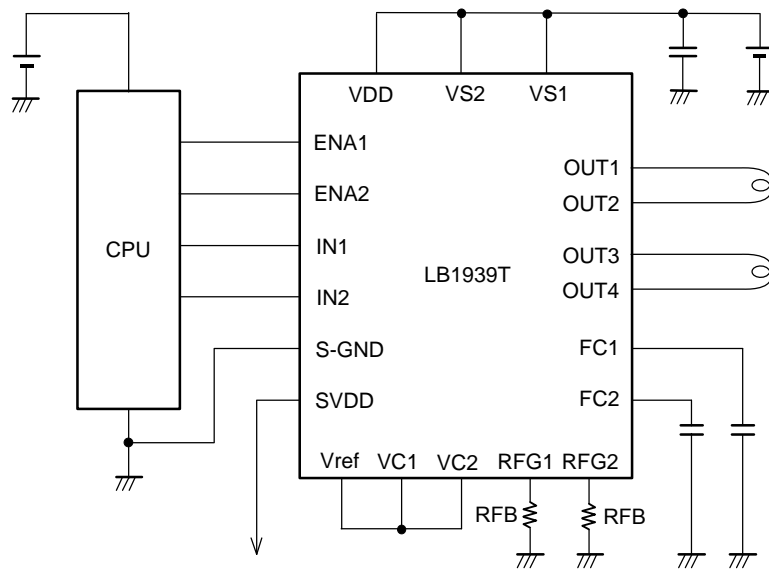 VDD VS2 VS1
ENA1
OUT1
ENA2
OUT2
CPU
IN1
OUT3
LB1939T
IN2
OUT4
S-GND
FC1
SVDD
FC2
Vref VC1 VC2 RFG1 RFG2
RFB RFB